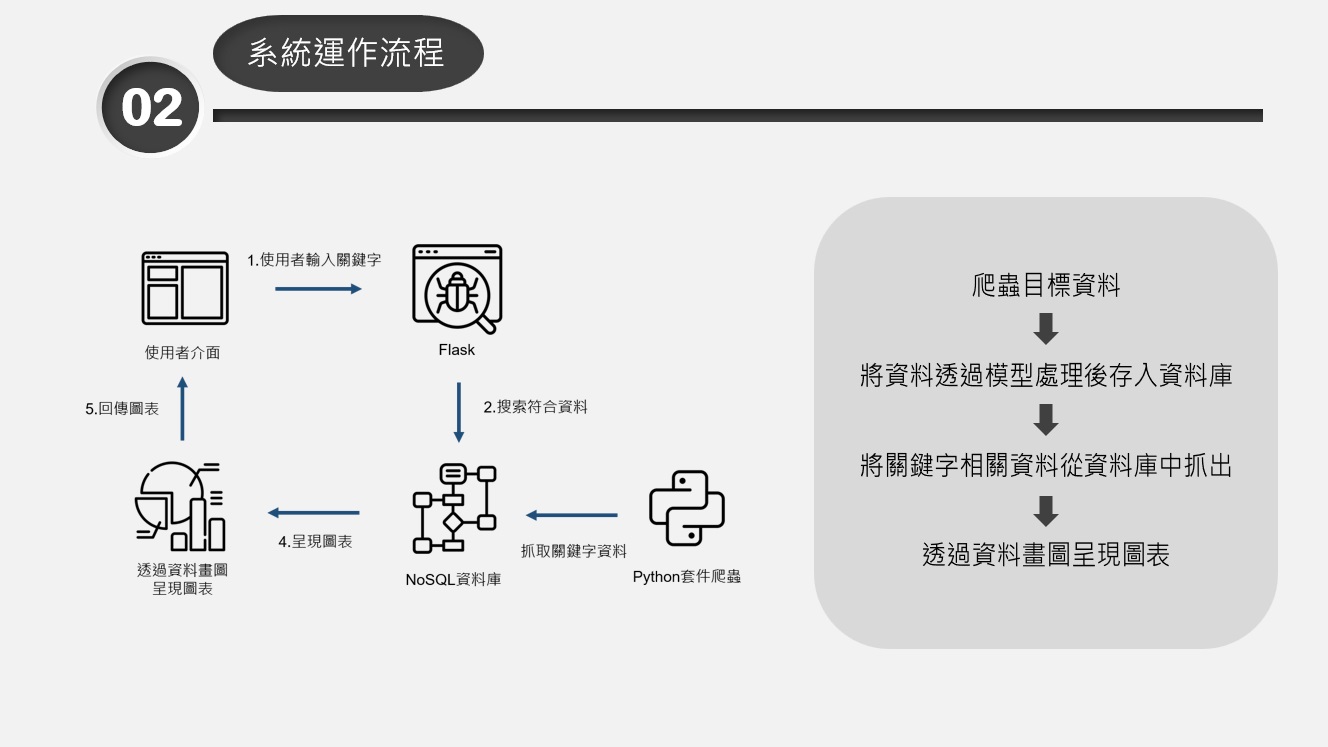 系統運作流程
02
1.使用者輸入關鍵字
使用者介面
Flask
5.回傳圖表
2.搜索符合資料
4.呈現圖表
抓取關鍵字資料
透過資料畫圖
呈現圖表
NoSQL資料庫
Python套件爬蟲
爬蟲目標資料
將資料透過模型處理後存入資料庫
將關鍵字相關資料從資料庫中抓出
透過資料畫圖呈現圖表